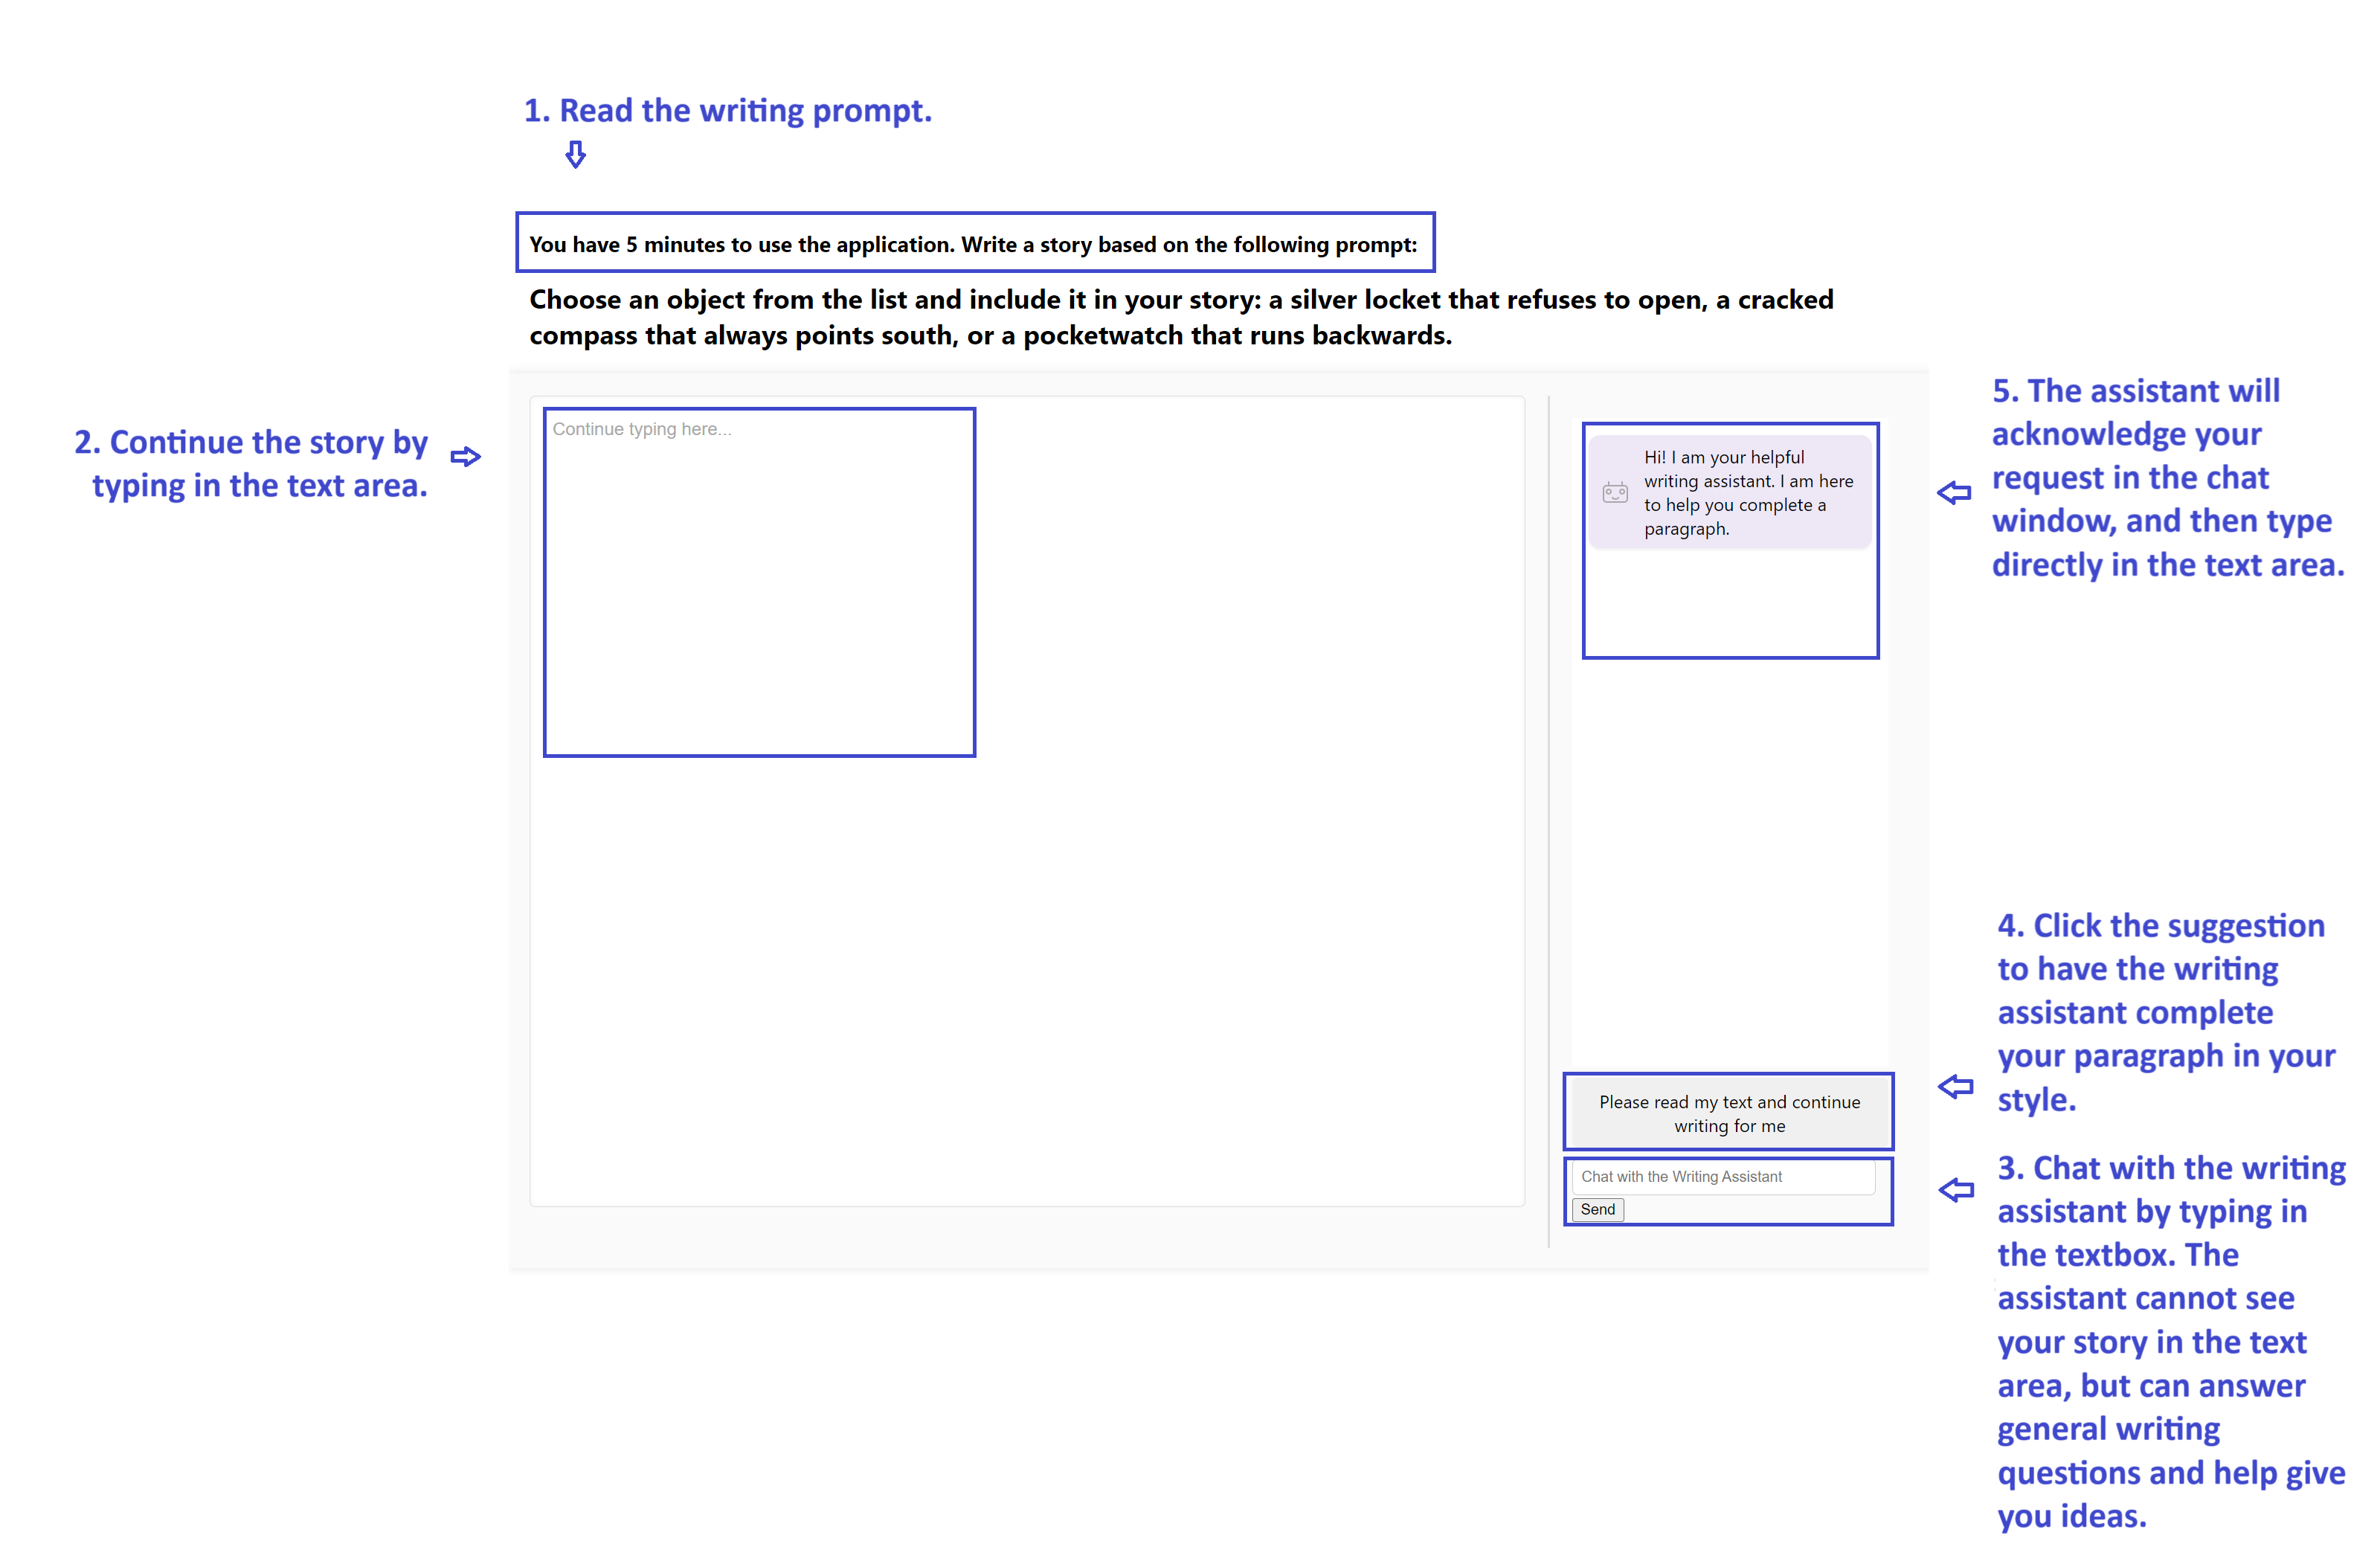 1. Read the writing prompt.
You have 5 minutes to use the application. Write a story based on the following prompt:
Choose an object from the list and include it in your story: a silver locket that refuses to open, a cracked
compass that always points south, or a pocketwatch that runs backwards.
2. Continue the story by
typing in the text area.
Continue typing here...
Hi! I am your helpful
writing assistant. I am here
to help you complete a
paragraph.
5. The assistant will
acknowledge your
request in the chat
window, and then type
directly in the text area.
Please read my text and continue
writing for me
4. Click the suggestion
to have the writing
assistant complete
your paragraph in your
style.
Chat with the Writing Assistant
Send
3. Chat with the writing
assistant by typing in
the textbox. The
assistant cannot see
your story in the text
area, but can answer
general writing
questions and help give
you ideas.